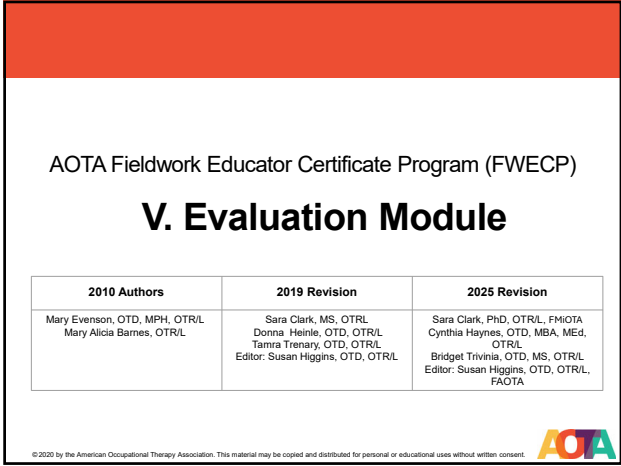 AOTA Fieldwork Educator Certificate Program (FWECP)
V. Evaluation Module
2010 Authors
Mary Evenson, OTD, MPH, OTR/L
Mary Alicia Barnes, OTR/L
2019 Revision
Sara Clark, MS, OTRL
Donna Heinle, OTD, OTR/L
Tamra Trenary, OTD, OTR/L
Editor: Susan Higgins, OTD, OTR/L
2025 Revision
Sara Clark, PhD, OTR/L, FMiOTA
Cynthia Haynes, OTD, MBA, MEd,
OTR/L
Bridget Trivinia, OTD, MS, OTR/L
Editor: Susan Higgins, OTD, OTR/L,
FAOTA
©2020 by the American Occupational Therapy Association. This material may be copied and distributed for personal or educational uses without written consent.
AOTA